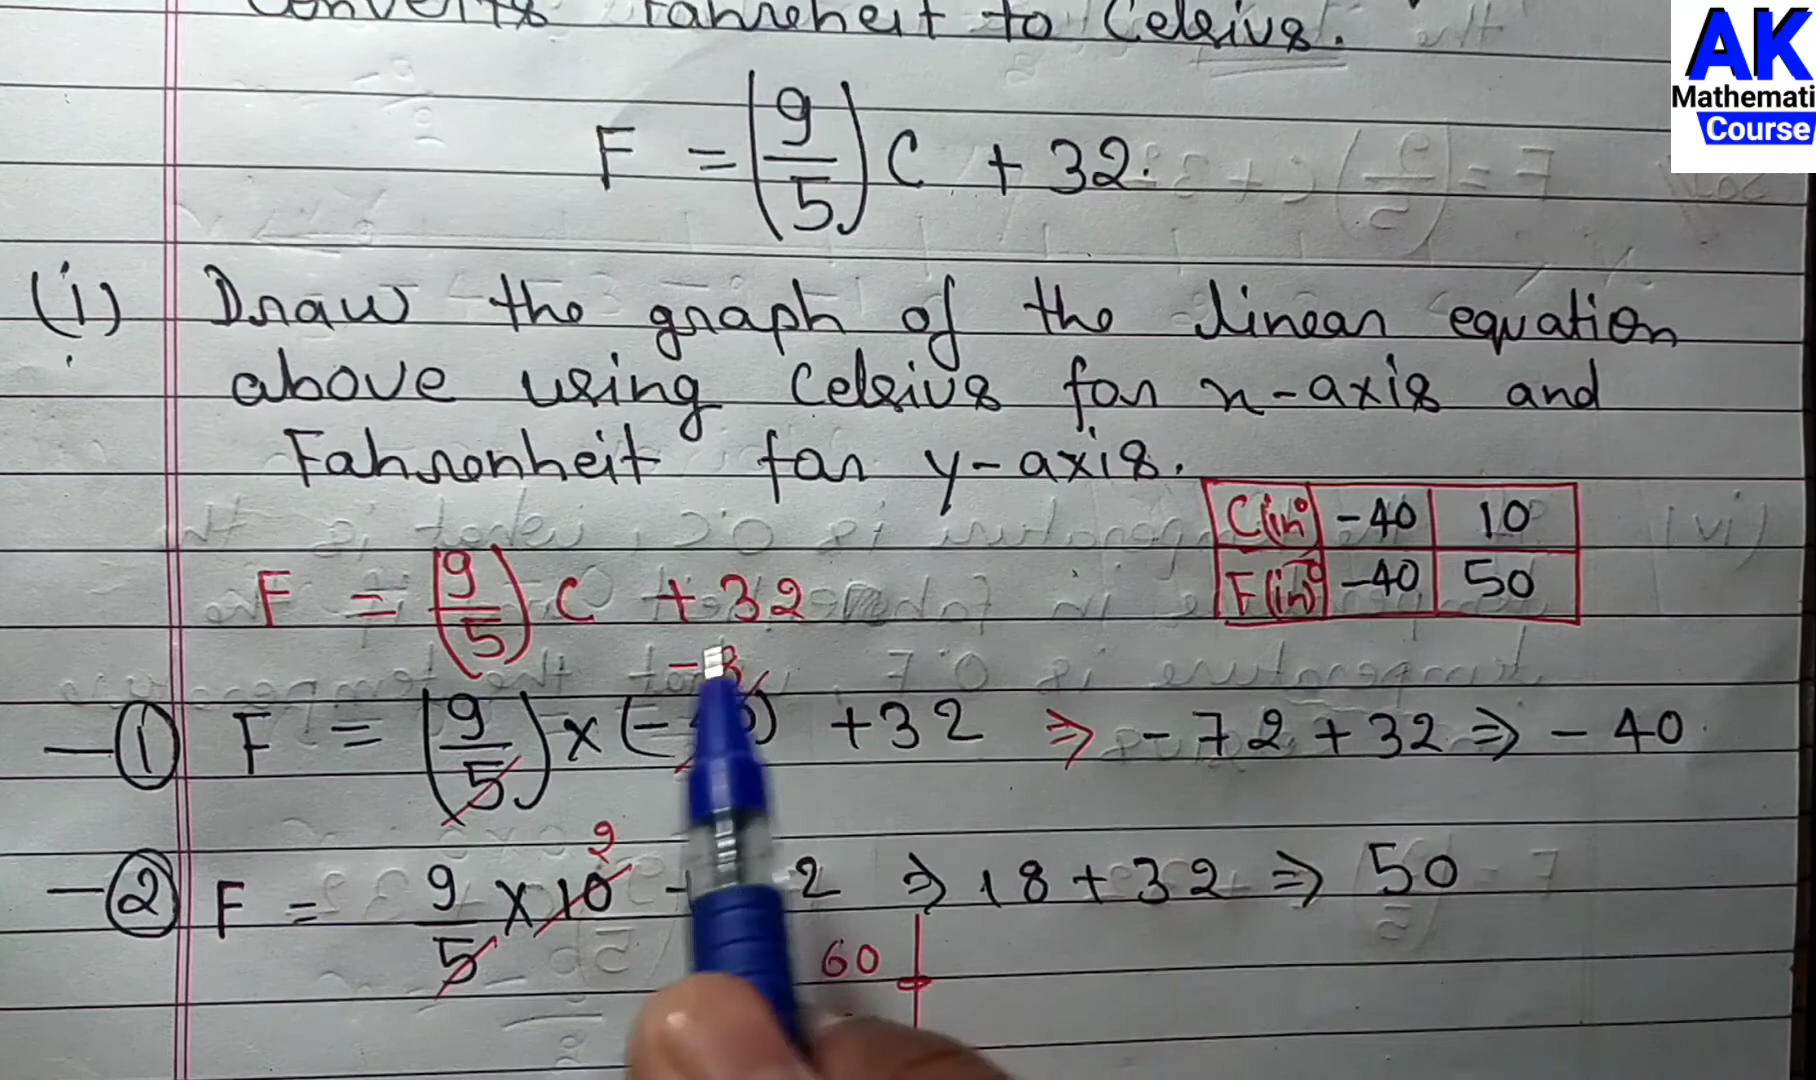 Converts Fahrenheit to Celsius.
AK
Mathemati
Course
F = (9/5) C + 32.
(i) Draw the graph of the linear equation
above using Celsius for x-axis and
Fahrenheit for y-axis.
C(in° -40 10
F(in)° -40 50
F = (9/5) C + 32
① F = (9/5) × (-40) + 32 ⇒ -72 + 32 ⇒ -40
② F = 9/5 × 10 2 ⇒ 18 + 32 ⇒ 50
60